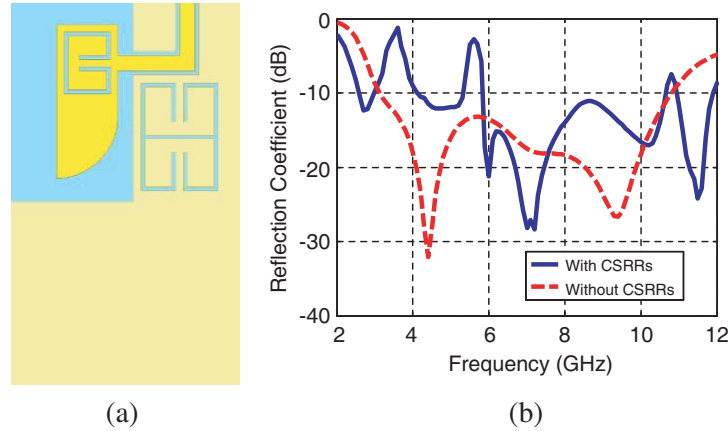 0
-10
-20
-30
-40
Reflection Coefficient (dB)
With CSRRs
Without CSRRs
2 4 6 8 10 12
Frequency (GHz)
(a) (b)